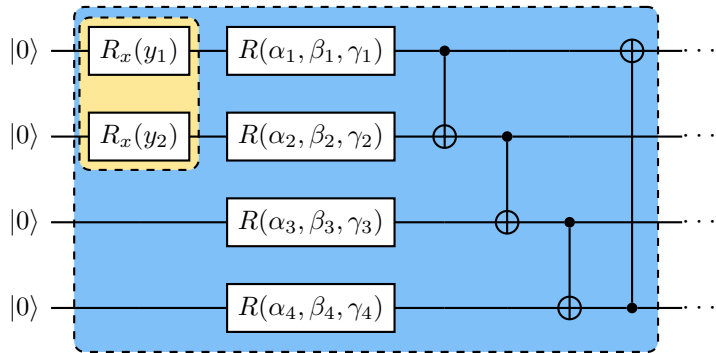 |0⟩ Rₓ(y₁) R(α₁, β₁, γ₁) ···
|0⟩ Rₓ(y₂) R(α₂, β₂, γ₂) ···
|0⟩ R(α₃, β₃, γ₃) ···
|0⟩ R(α₄, β₄, γ₄) ···